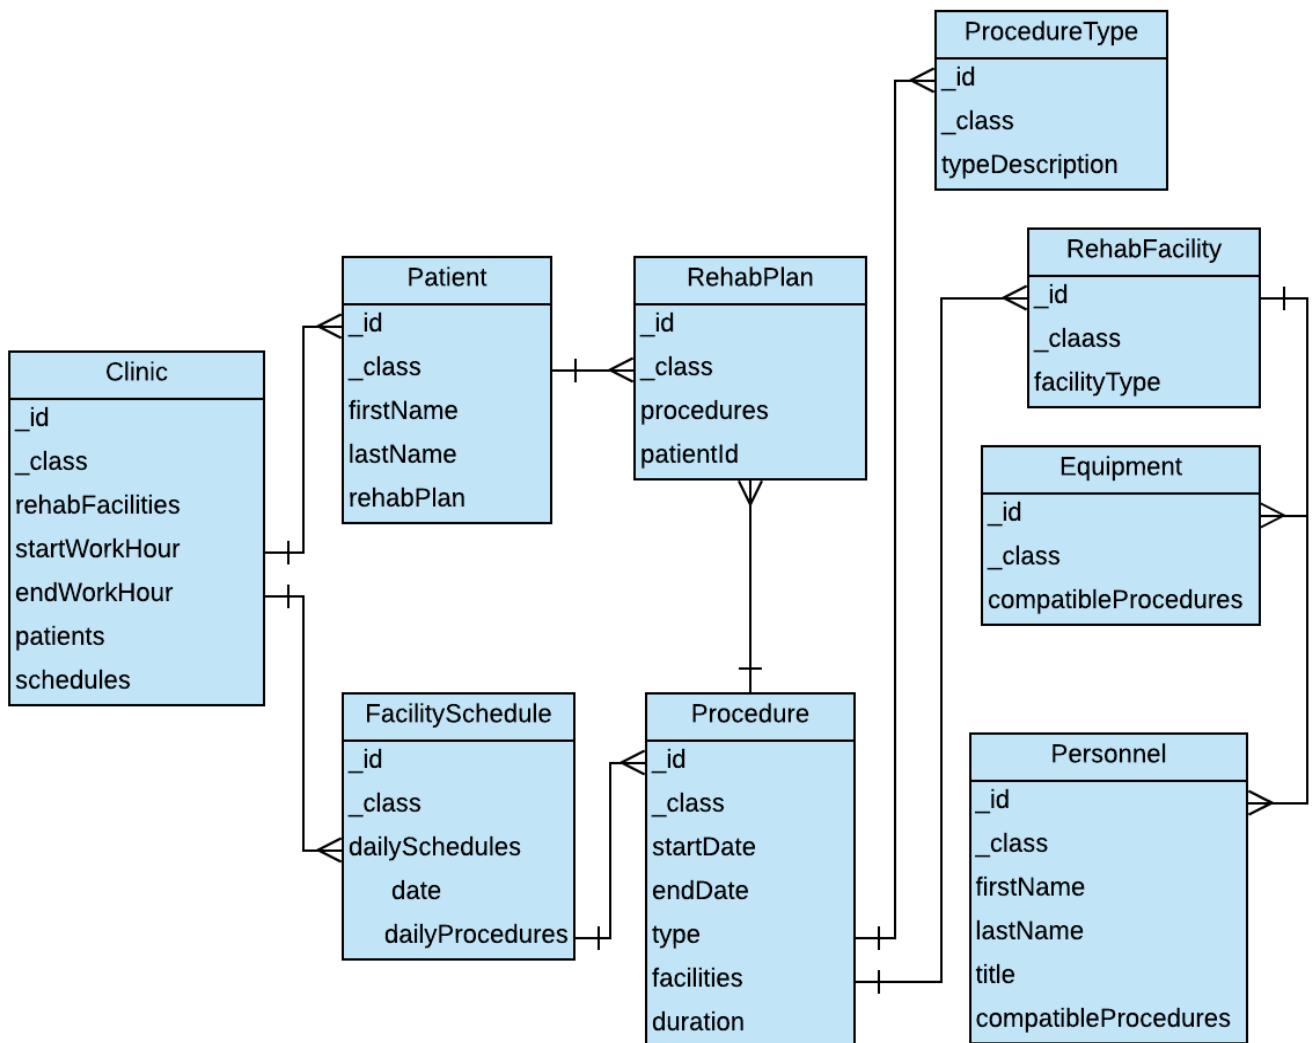 ProcedureType
_id
_class
typeDescription
RehabFacility
_id
_claass
facilityType
Patient
_id
_class
firstName
lastName
rehabPlan
RehabPlan
_id
_class
procedures
patientId
Clinic
_id
_class
rehabFacilities
startWorkHour
endWorkHour
patients
schedules
Equipment
_id
_class
compatibleProcedures
FacilitySchedule
_id
_class
dailySchedules
date
dailyProcedures
Procedure
_id
_class
startDate
endDate
type
facilities
duration
Personnel
_id
_class
firstName
lastName
title
compatibleProcedures